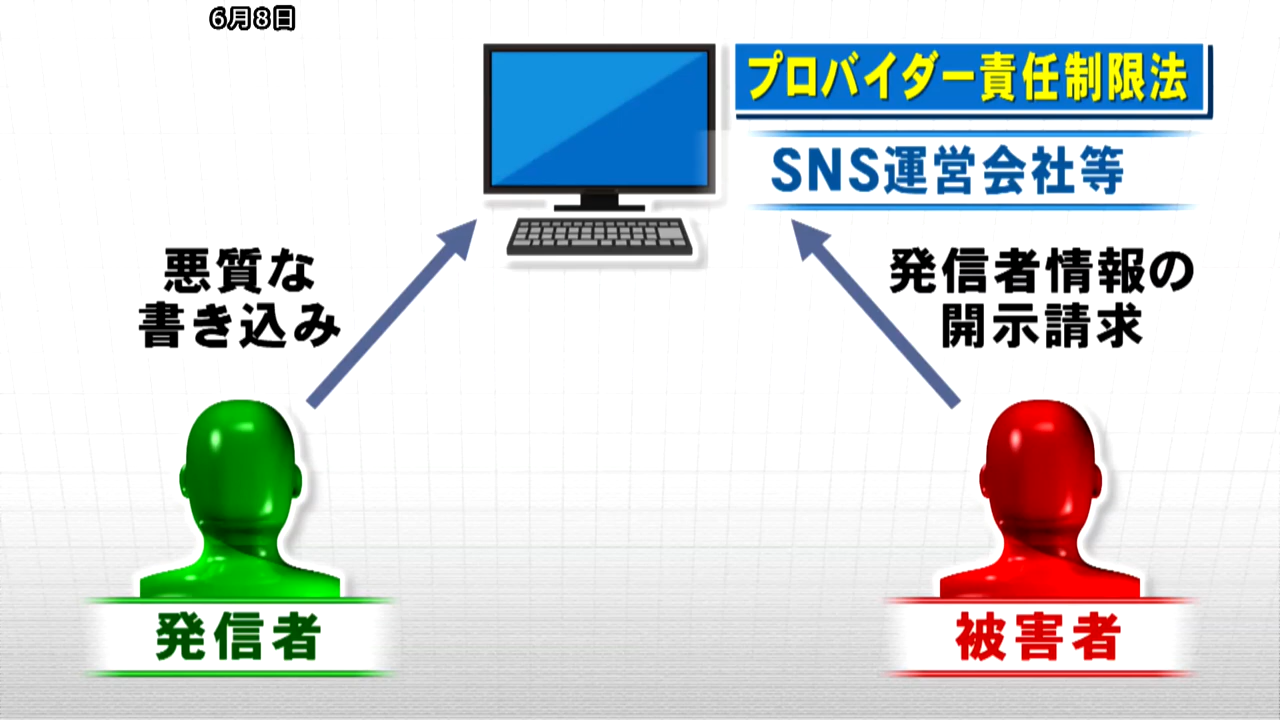 6月8日
プロバイダー責任制限法
SNS運営会社等
悪質な
書き込み
発信者情報の
開示請求
発信者
被害者